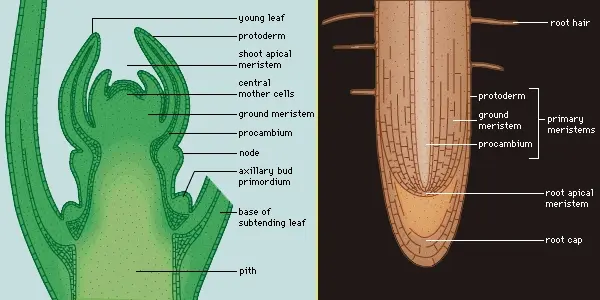 young leaf
protoderm
shoot apical
meristem
central
mother cells
ground meristem
procambium
node
axillary bud
primordium
base of
subtending leaf
pith
root hair
protoderm
ground
meristem
procambium
primary
meristems
root apical
meristem
root cap